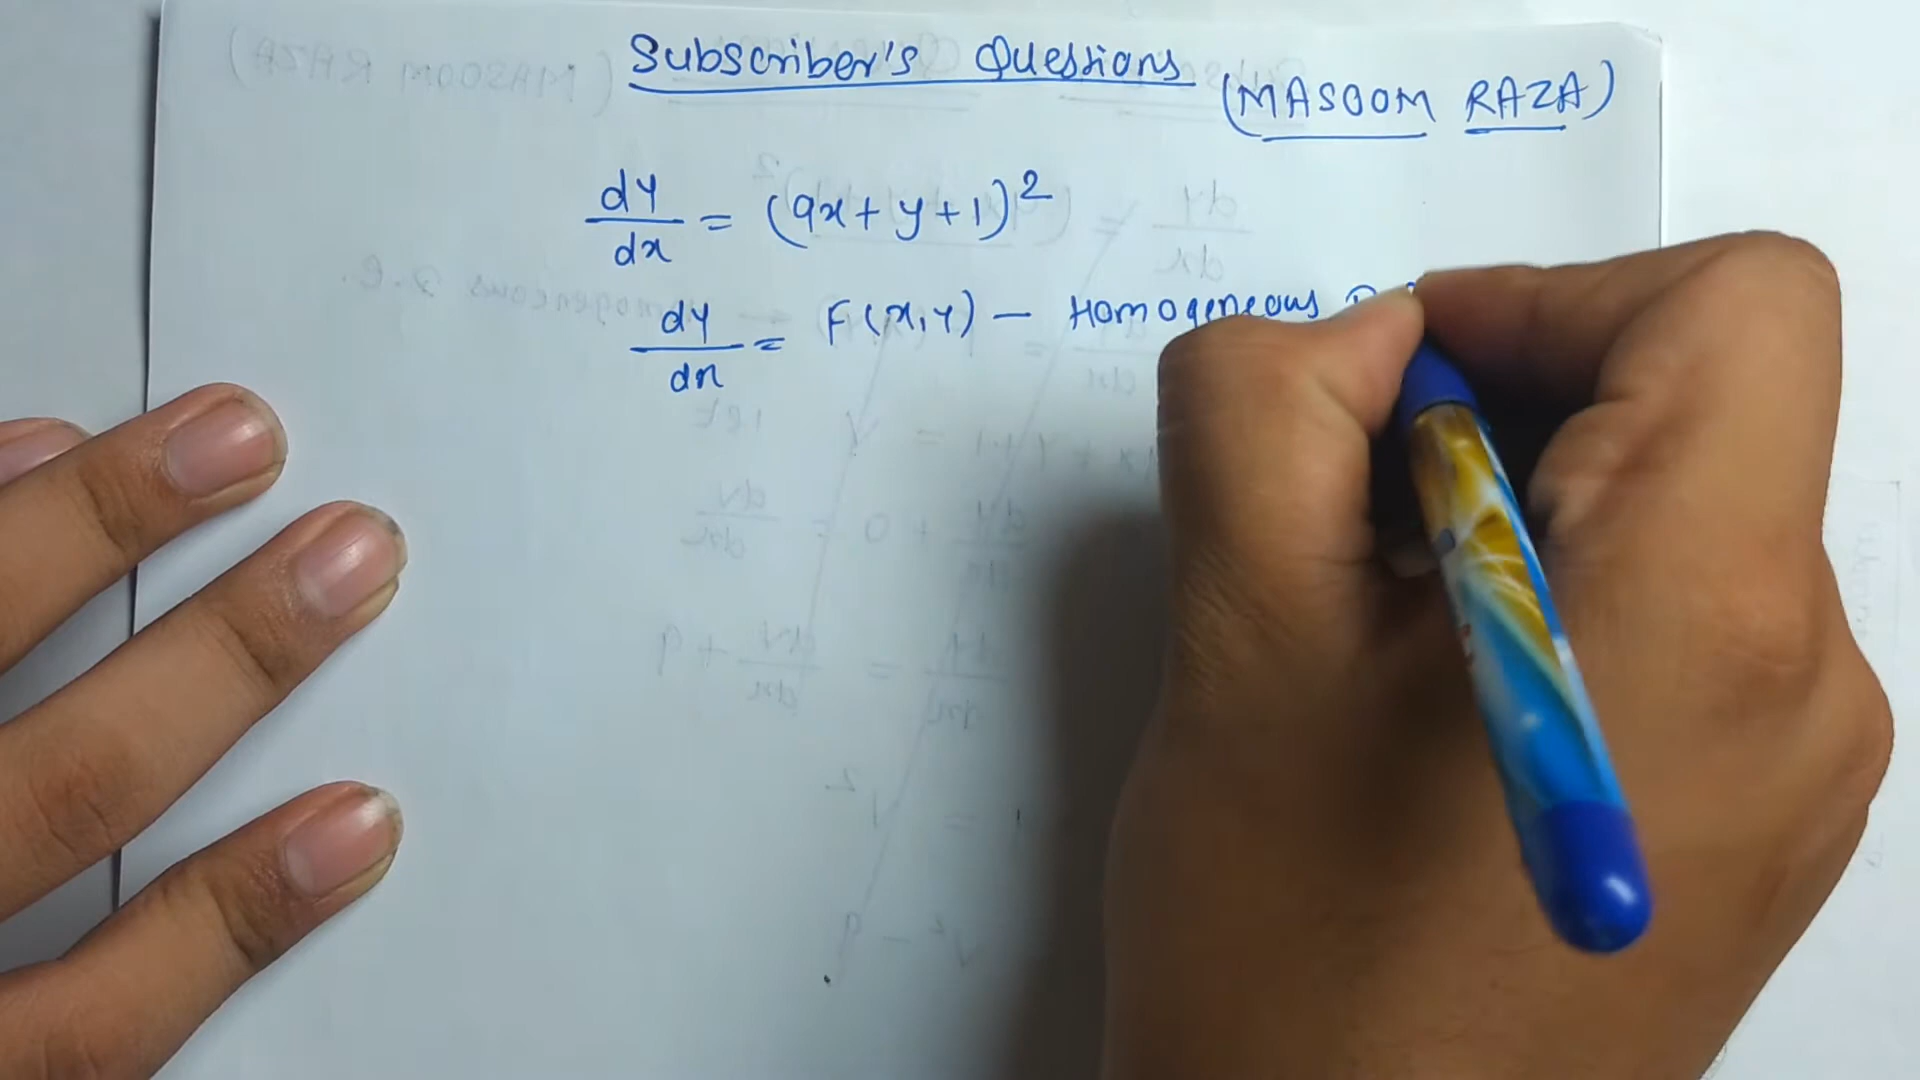 Subscriber's Questions
(MASOOM RAZA)
dy/dx = (9x + y + 1)²
dy/dx = F(x,y) — Homogeneous